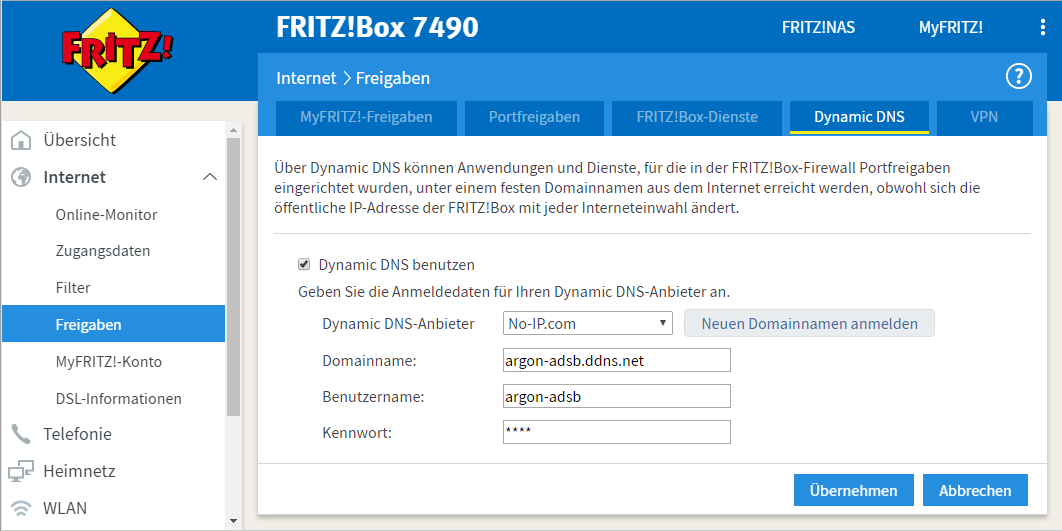 FRITZ!
FRITZ!Box 7490
FRITZ!NAS
MyFRITZ!
Internet > Freigaben
?
MyFRITZ!-Freigaben
Portfreigaben
FRITZ!Box-Dienste
Dynamic DNS
VPN
Übersicht
Internet
Online-Monitor
Zugangsdaten
Filter
Freigaben
MyFRITZ!-Konto
DSL-Informationen
Telefonie
Heimnetz
WLAN
Über Dynamic DNS können Anwendungen und Dienste, für die in der FRITZ!Box-Firewall Portfreigaben
eingerichtet wurden, unter einem festen Domainnamen aus dem Internet erreicht werden, obwohl sich die
öffentliche IP-Adresse der FRITZ!Box mit jeder Interneteinwahl ändert.
Dynamic DNS benutzen
Geben Sie die Anmeldedaten für Ihren Dynamic DNS-Anbieter an.
Dynamic DNS-Anbieter No-IP.com Neuen Domainnamen anmelden
Domainname: argon-adsb.ddns.net
Benutzername: argon-adsb
Kennwort: ****
Übernehmen Abbrechen